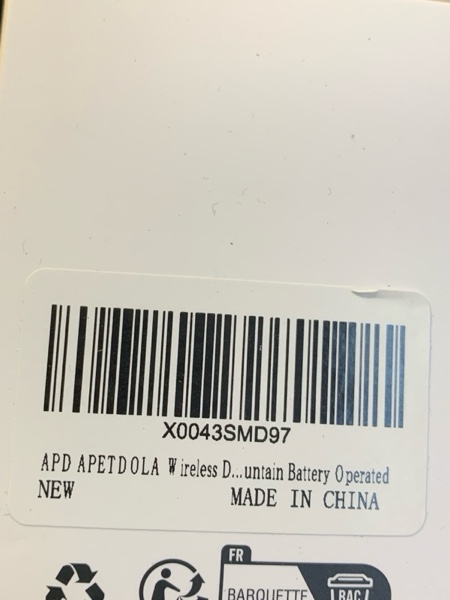 X0043SMD97
APD APETDOLA Wireless D...untain Battery Operated
NEW MADE IN CHINA
FR
BARQUETTE BAC